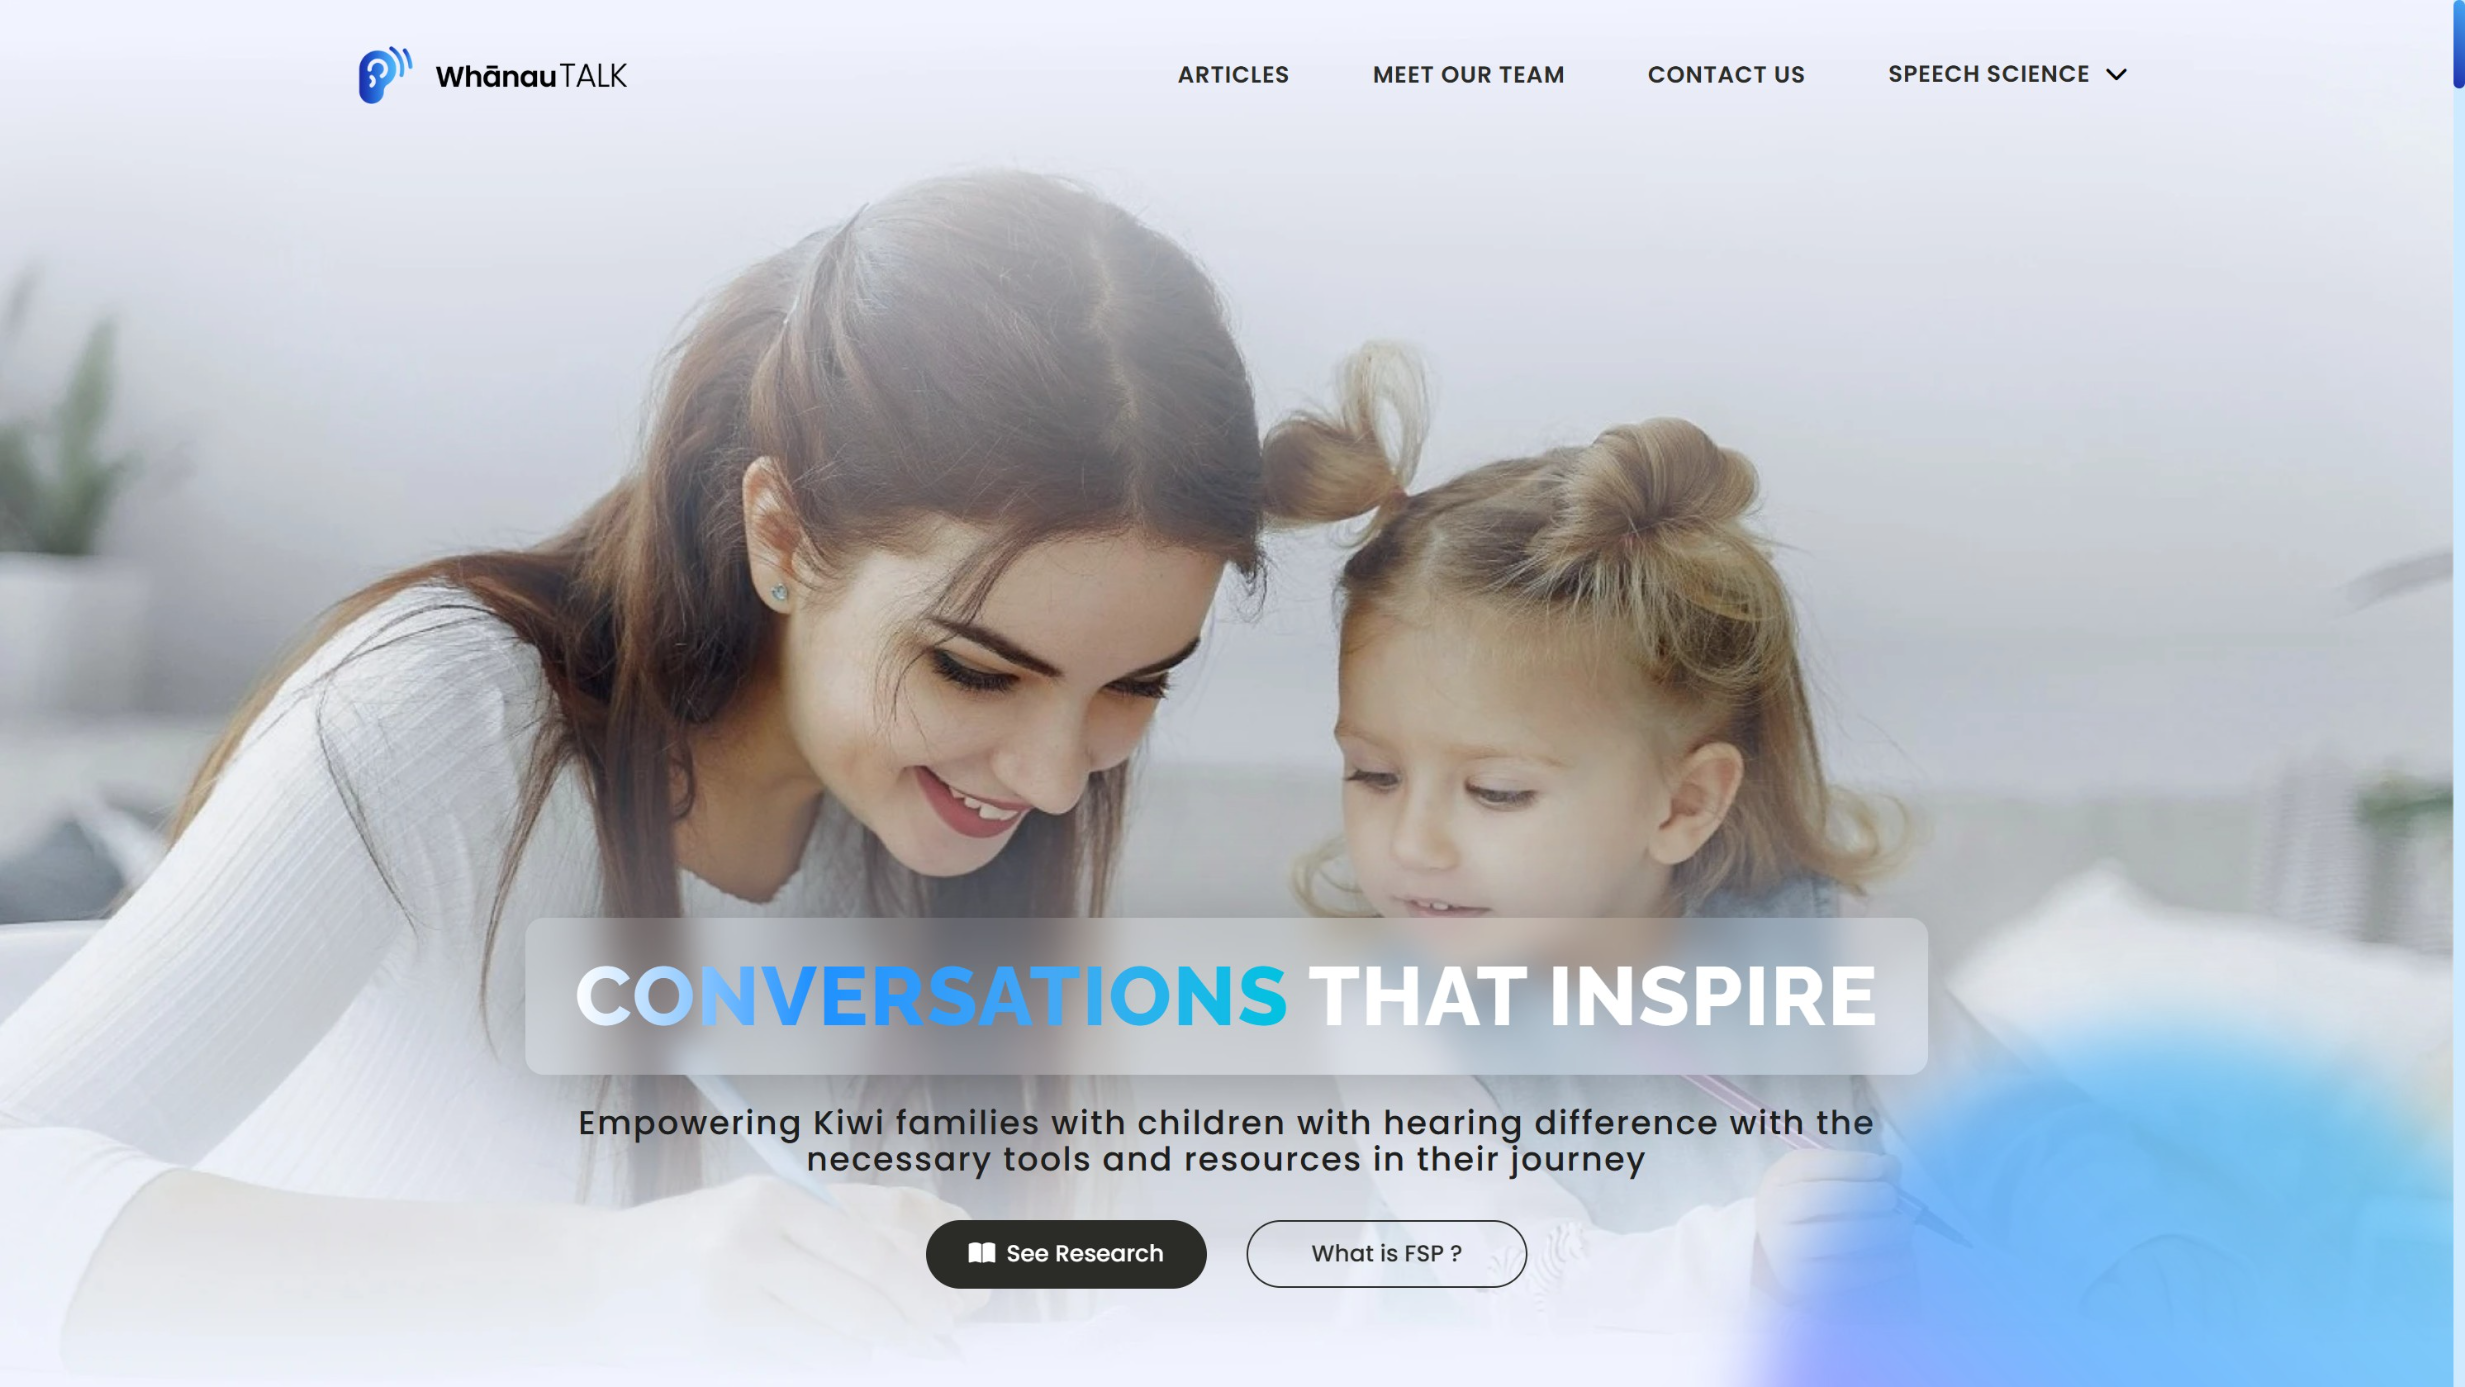 WhānauTALK
ARTICLES
MEET OUR TEAM
CONTACT US
SPEECH SCIENCE
CONVERSATIONS THAT INSPIRE
Empowering Kiwi families with children with hearing difference with the
necessary tools and resources in their journey
See Research
What is FSP ?